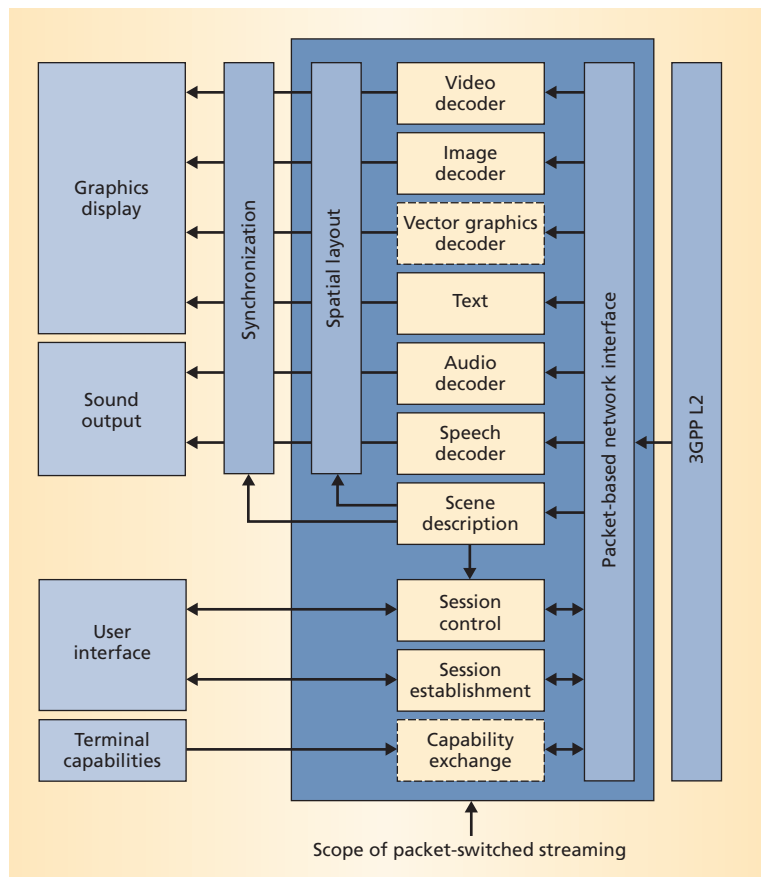 Graphics
display
Sound
output
User
interface
Terminal
capabilities
Synchronization
Spatial layout
Video
decoder
Image
decoder
Vector graphics
decoder
Text
Audio
decoder
Speech
decoder
Scene
description
Session
control
Session
establishment
Capability
exchange
Packet-based network interface
3GPP L2
Scope of packet-switched streaming